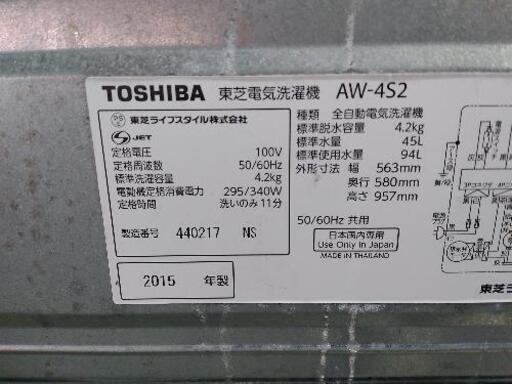 TOSHIBA 東芝電気洗濯機 AW-4S2
東芝ライフスタイル株式会社
JET
定格電圧 100V
定格周波数 50/60Hz
標準洗濯容量 4.2kg
電動機定格消費電力 295/340W
定格時間 洗いのみ11分
製造番号 440217 NS
2015 年製
種類 全自動電気洗濯機
標準脱水容量 4.2kg
標準水量 45L
標準使用水量 94L
外形寸法 幅 563mm
奥行 580mm
高さ 957mm
50/60Hz 共用
日本国内専用
Use Only In Japan
MADE IN THAILAND
東芝ライフ